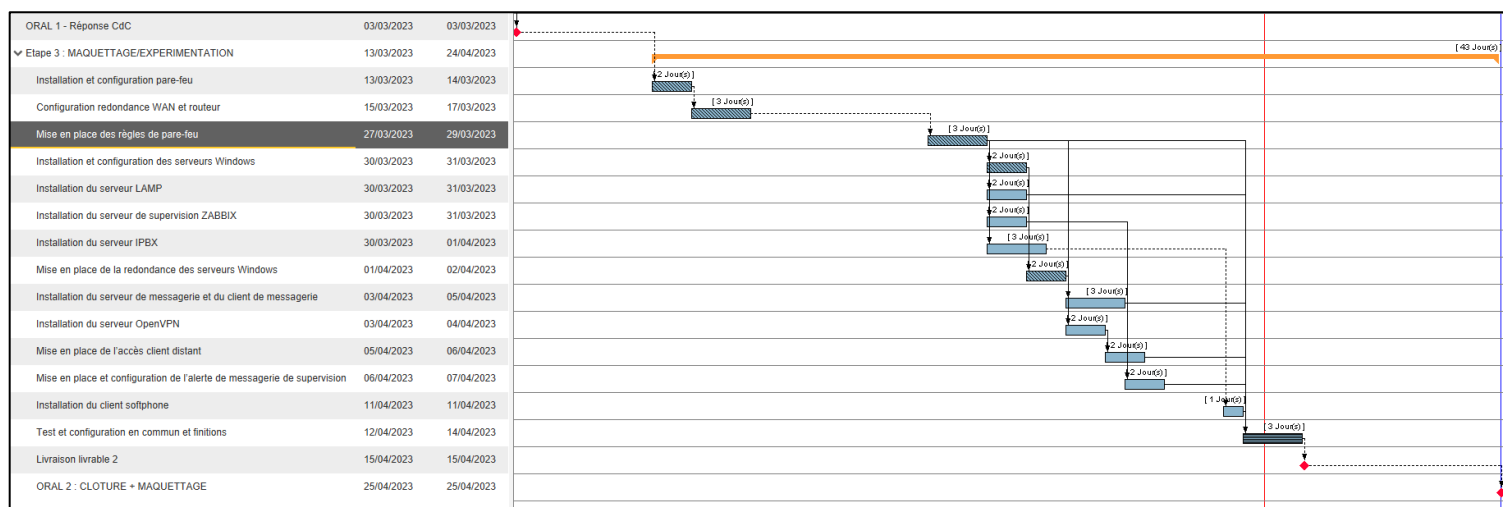 ORAL 1 - Réponse CdC 03/03/2023 03/03/2023
Etape 3 : MAQUETTAGE/EXPERIMENTATION 13/03/2023 24/04/2023 [ 43 Jour(s) ]
Installation et configuration pare-feu 13/03/2023 14/03/2023 2 Jour(s) ]
Configuration redondance WAN et routeur 15/03/2023 17/03/2023 [ 3 Jour(s) ]
Mise en place des règles de pare-feu 27/03/2023 29/03/2023 [ 3 Jour(s) ]
Installation et configuration des serveurs Windows 30/03/2023 31/03/2023 2 Jour(s) ]
Installation du serveur LAMP 30/03/2023 31/03/2023 2 Jour(s) ]
Installation du serveur de supervision ZABBIX 30/03/2023 31/03/2023 2 Jour(s) ]
Installation du serveur IPBX 30/03/2023 01/04/2023 [ 3 Jour(s) ]
Mise en place de la redondance des serveurs Windows 01/04/2023 02/04/2023 2 Jour(s) ]
Installation du serveur de messagerie et du client de messagerie 03/04/2023 05/04/2023 [ 3 Jour(s) ]
Installation du serveur OpenVPN 03/04/2023 04/04/2023 2 Jour(s) ]
Mise en place de l'accès client distant 05/04/2023 06/04/2023 2 Jour(s) ]
Mise en place et configuration de l'alerte de messagerie de supervision 06/04/2023 07/04/2023 2 Jour(s) ]
Installation du client softphone 11/04/2023 11/04/2023 [ 1 Jour(s) ]
Test et configuration en commun et finitions 12/04/2023 14/04/2023 [ 3 Jour(s) ]
Livraison livrable 2 15/04/2023 15/04/2023
ORAL 2 : CLOTURE + MAQUETTAGE 25/04/2023 25/04/2023